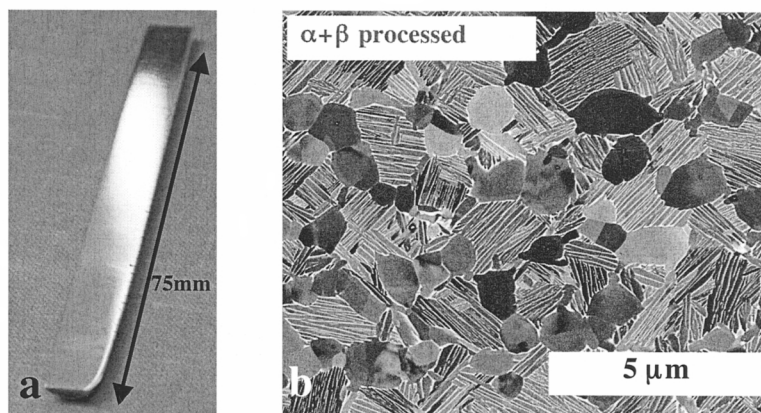 75mm
a
α+β processed
b
5 µm